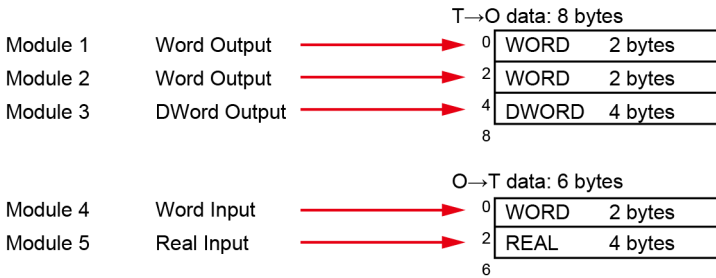 T→O data: 8 bytes
Module 1 Word Output 0 WORD 2 bytes
Module 2 Word Output 2 WORD 2 bytes
Module 3 DWord Output 4 DWORD 4 bytes
8
O→T data: 6 bytes
Module 4 Word Input 0 WORD 2 bytes
Module 5 Real Input 2 REAL 4 bytes
6